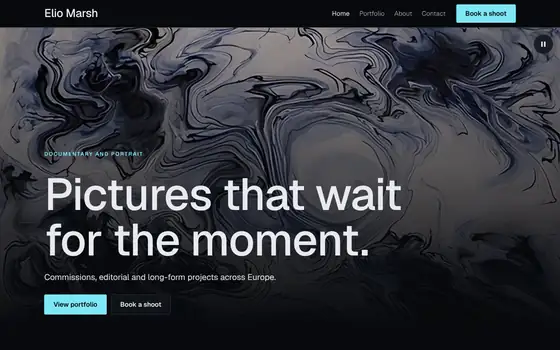 Elio Marsh
Home
Portfolio
About
Contact
Book a shoot
DOCUMENTARY AND PORTRAIT
Pictures that wait
for the moment.
Commissions, editorial and long-form projects across Europe.
View portfolio
Book a shoot